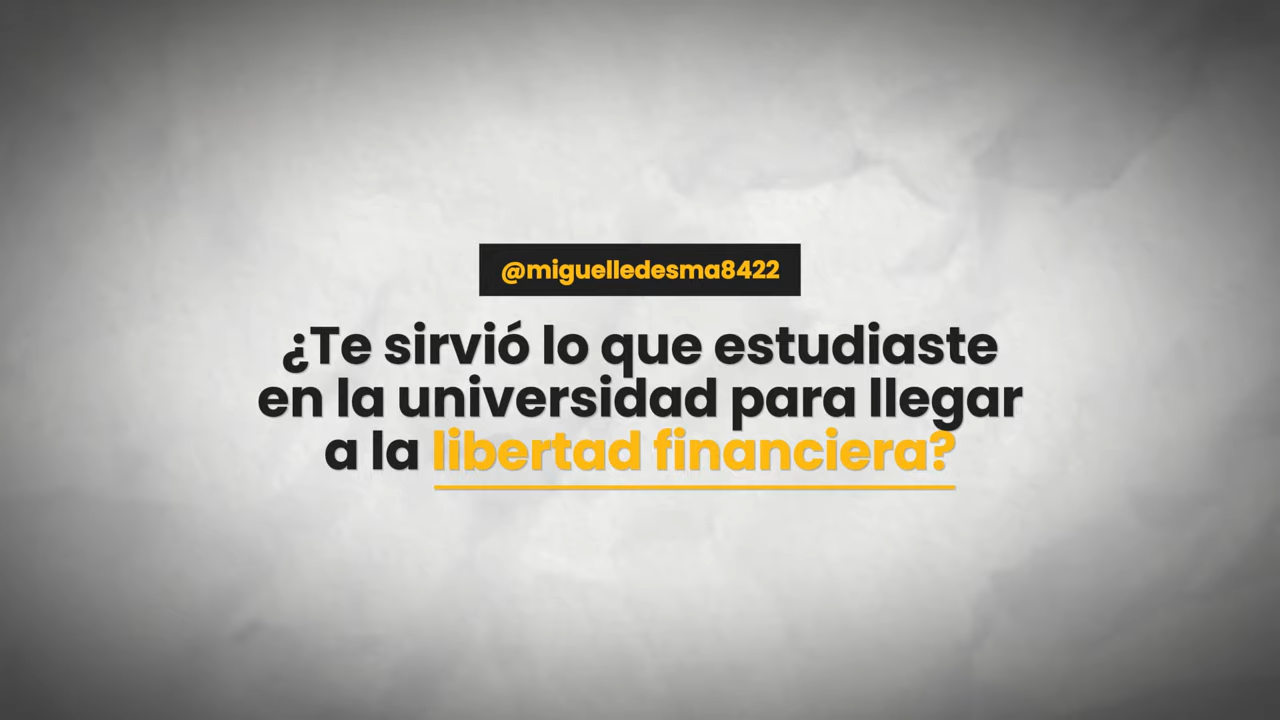 @miguelledesma8422
¿Te sirvió lo que estudiaste
en la universidad para llegar
a la libertad financiera?